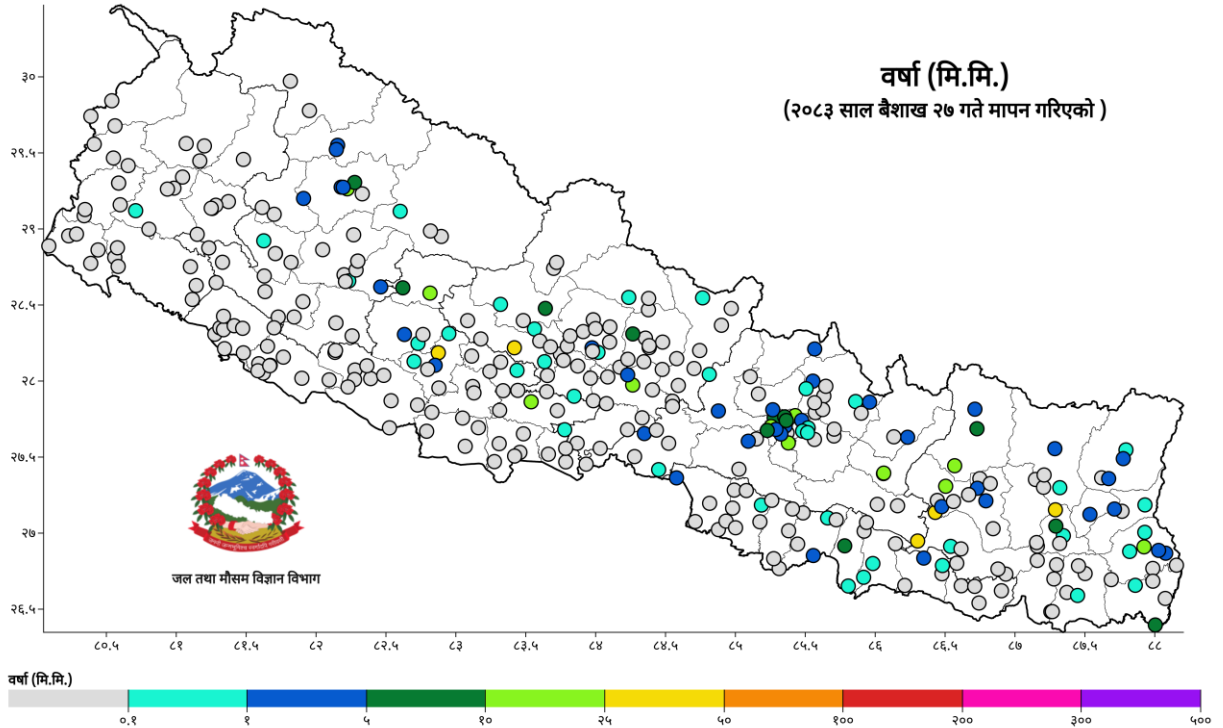 वर्षा (मि.मि.)
(२०८३ साल बैशाख २७ गते मापन गरिएको )
३०
२९.५
२९
२८.५
२८
२७.५
२७
२६.५
८०.५ ८१ ८१.५ ८२ ८२.५ ८३ ८३.५ ८४ ८४.५ ८५ ८५.५ ८६ ८६.५ ८७ ८७.५ ८८
जल तथा मौसम विज्ञान विभाग
वर्षा (मि.मि.)
०.१ १ ५ १० २५ ५० १०० २०० ३०० ५००